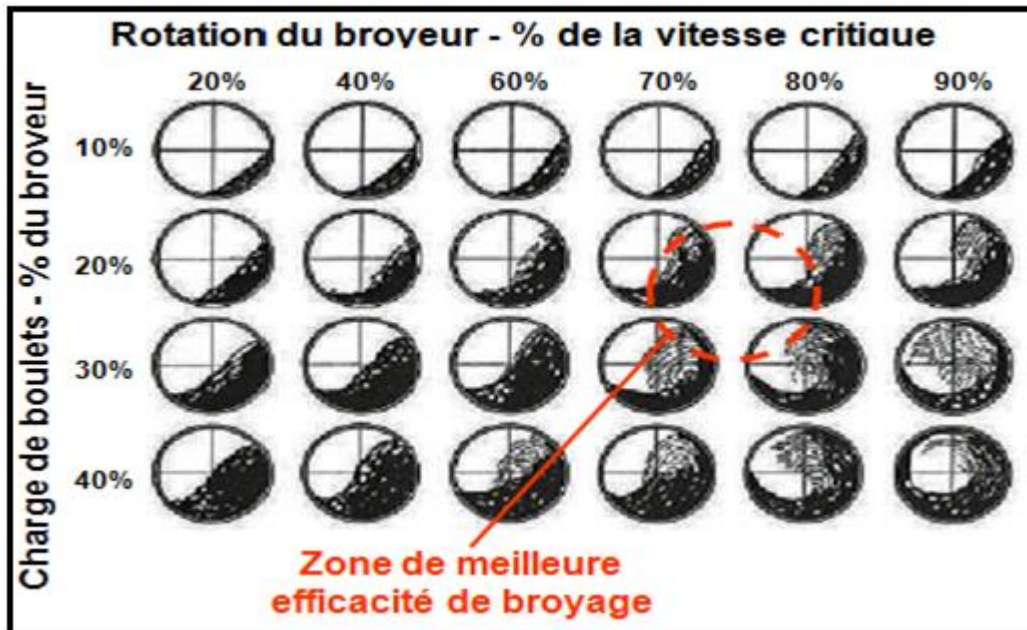 Rotation du broyeur - % de la vitesse critique
20% 40% 60% 70% 80% 90%
Charge de boulets - % du broyeur
10%
20%
30%
40%
Zone de meilleure
efficacité de broyage